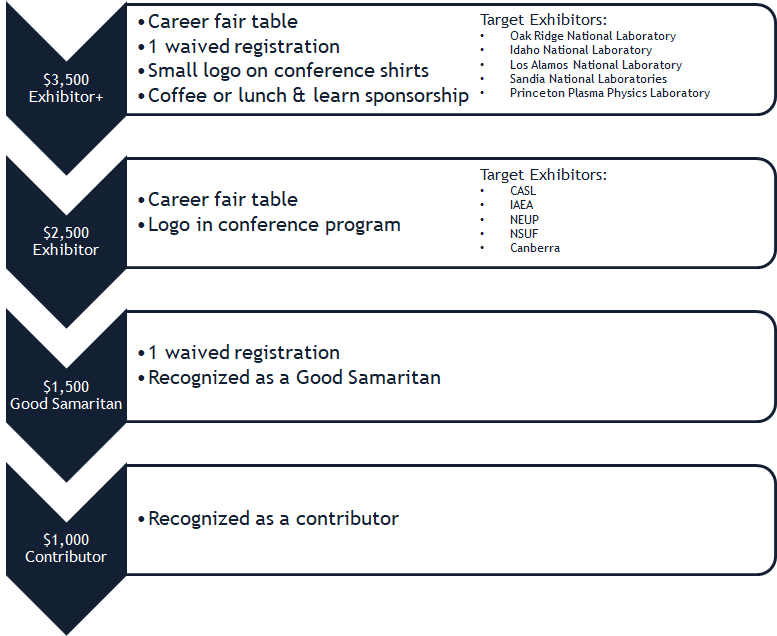 $3,500
Exhibitor+
•Career fair table
•1 waived registration
•Small logo on conference shirts
•Coffee or lunch & learn sponsorship
Target Exhibitors:
• Oak Ridge National Laboratory
• Idaho National Laboratory
• Los Alamos National Laboratory
• Sandia National Laboratories
• Princeton Plasma Physics Laboratory
$2,500
Exhibitor
•Career fair table
•Logo in conference program
Target Exhibitors:
• CASL
• IAEA
• NEUP
• NSUF
• Canberra
$1,500
Good Samaritan
•1 waived registration
•Recognized as a Good Samaritan
$1,000
Contributor
•Recognized as a contributor